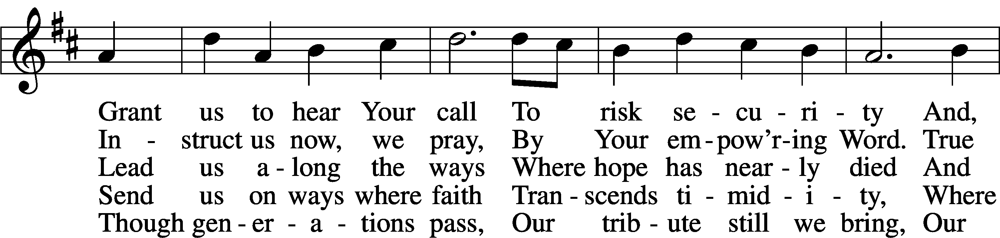 Grant us to hear Your call To risk se - cu - ri - ty And,
In - struct us now, we pray, By Your em - pow'r - ing Word. True
Lead us a - long the ways Where hope has near - ly died And
Send us on ways where faith Tran - scends ti - mid - i - ty, Where
Though gen - er - a - tions pass, Our trib - ute still we bring, Our